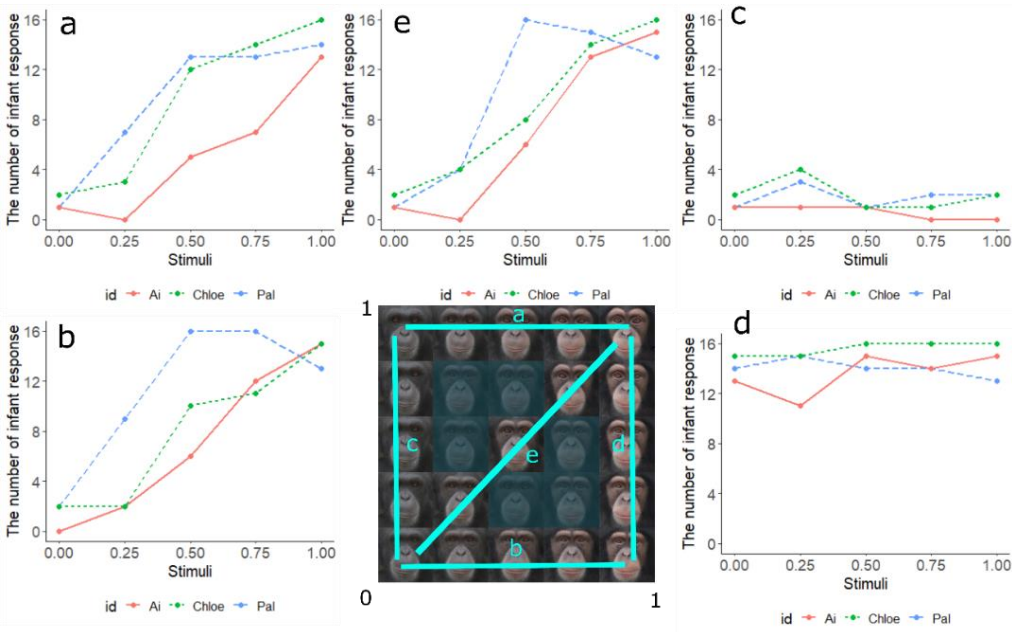 a
The number of infant response
16
12
8
4
0
0.00 0.25 0.50 0.75 1.00
Stimuli
id Ai Chloe Pal
e
The number of infant response
16
12
8
4
0
0.00 0.25 0.50 0.75 1.00
Stimuli
id Ai Chloe Pal
c
The number of infant response
16
12
8
4
0
0.00 0.25 0.50 0.75 1.00
Stimuli
id Ai Chloe Pal
b
The number of infant response
16
12
8
4
0
0.00 0.25 0.50 0.75 1.00
Stimuli
id Ai Chloe Pal
1
a
c
e
d
b
0 1
d
The number of infant response
16
12
8
4
0
0.00 0.25 0.50 0.75 1.00
Stimuli
id Ai Chloe Pal